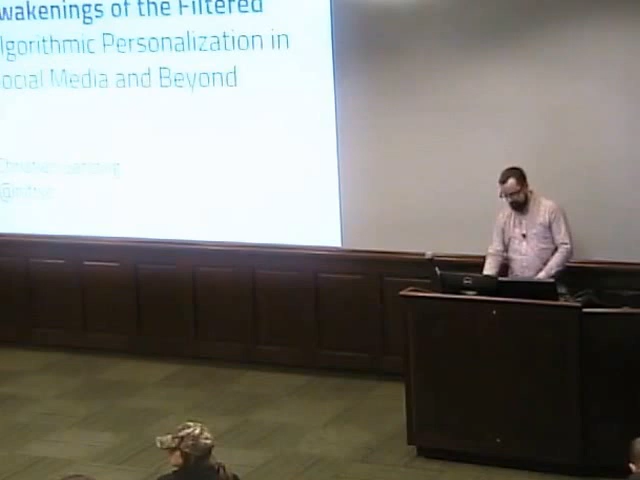 wakenings of the Filtered
lgorithmic Personalization in
ocial Media and Beyond